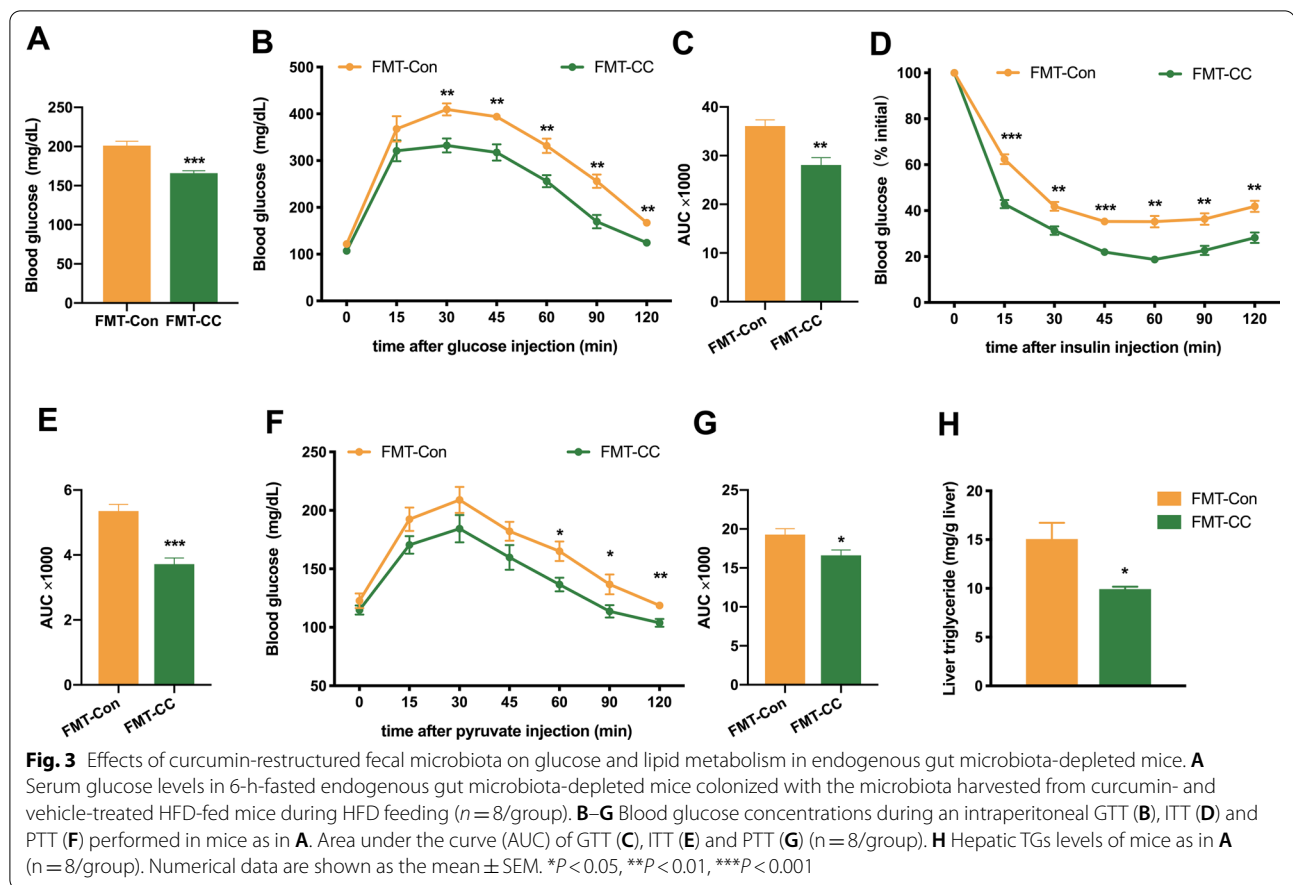 A
Blood glucose (mg/dL)
250
200
150
100
50
0
***
FMT-Con FMT-CC
B
FMT-Con FMT-CC
Blood glucose (mg/dL)
500
400
300
200
100
0
** ** ** ** **
0 15 30 45 60 90 120
time after glucose injection (min)
C
AUC ×1000
40
30
20
10
0
**
FMT-Con FMT-CC
D
FMT-Con FMT-CC
Blood glucose (% initial)
100
80
60
40
20
0
*** ** *** ** ** **
0 15 30 45 60 90 120
time after insulin injection (min)
E
AUC ×1000
6
4
2
0
***
FMT-Con FMT-CC
F
FMT-Con FMT-CC
Blood glucose (mg/dL)
250
200
150
100
50
* * **
0 15 30 45 60 90 120
time after pyruvate injection (min)
G
AUC ×1000
25
20
15
10
5
0
*
FMT-Con FMT-CC
H
FMT-Con
FMT-CC
Liver triglyceride (mg/g liver)
20
15
10
5
0
*
Fig. 3 Effects of curcumin-restructured fecal microbiota on glucose and lipid metabolism in endogenous gut microbiota-depleted mice. A
Serum glucose levels in 6-h-fasted endogenous gut microbiota-depleted mice colonized with the microbiota harvested from curcumin- and
vehicle-treated HFD-fed mice during HFD feeding (n = 8/group). B–G Blood glucose concentrations during an intraperitoneal GTT (B), ITT (D) and
PTT (F) performed in mice as in A. Area under the curve (AUC) of GTT (C), ITT (E) and PTT (G) (n = 8/group). H Hepatic TGs levels of mice as in A
(n = 8/group). Numerical data are shown as the mean ± SEM. *P < 0.05, **P < 0.01, ***P < 0.001